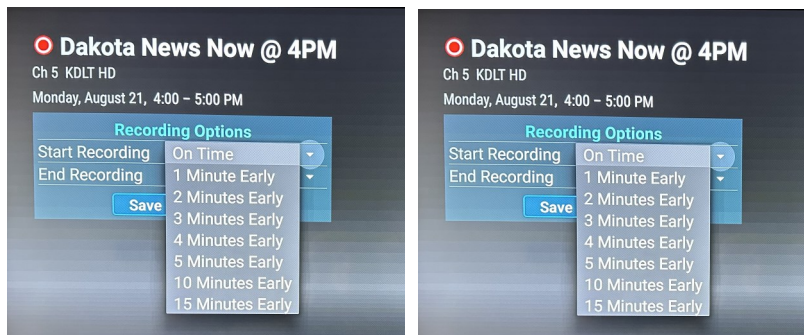 Dakota News Now @ 4PM
Ch 5 KDLT HD
Monday, August 21, 4:00 – 5:00 PM
Recording Options
Start Recording On Time
End Recording 1 Minute Early
2 Minutes Early
Save 3 Minutes Early
4 Minutes Early
5 Minutes Early
10 Minutes Early
15 Minutes Early
Dakota News Now @ 4PM
Ch 5 KDLT HD
Monday, August 21, 4:00 – 5:00 PM
Recording Options
Start Recording On Time
End Recording 1 Minute Early
2 Minutes Early
Save 3 Minutes Early
4 Minutes Early
5 Minutes Early
10 Minutes Early
15 Minutes Early